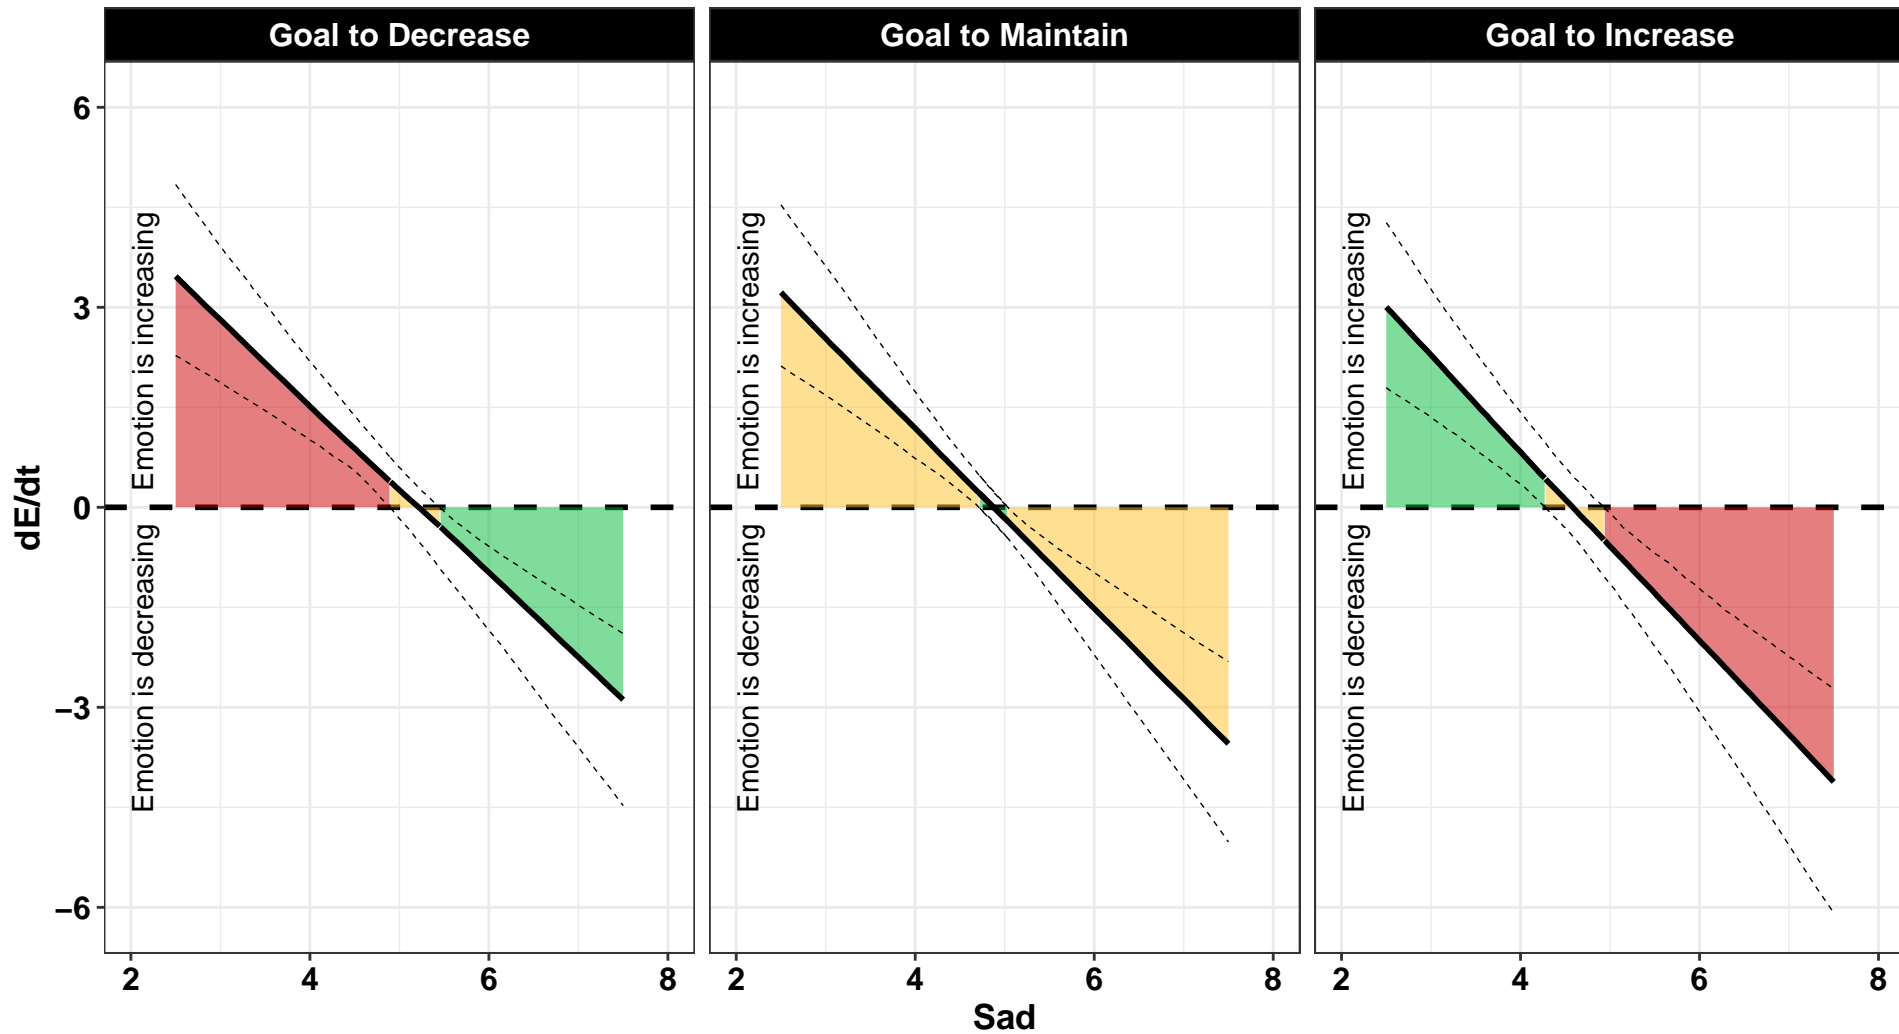 Goal to Decrease
Goal to Maintain
Goal to Increase
dE/dt
6
3
0
−3
−6
Emotion is increasing
Emotion is decreasing
Emotion is increasing
Emotion is decreasing
Emotion is increasing
Emotion is decreasing
2 4 6 8
2 4 6 8
2 4 6 8
Sad